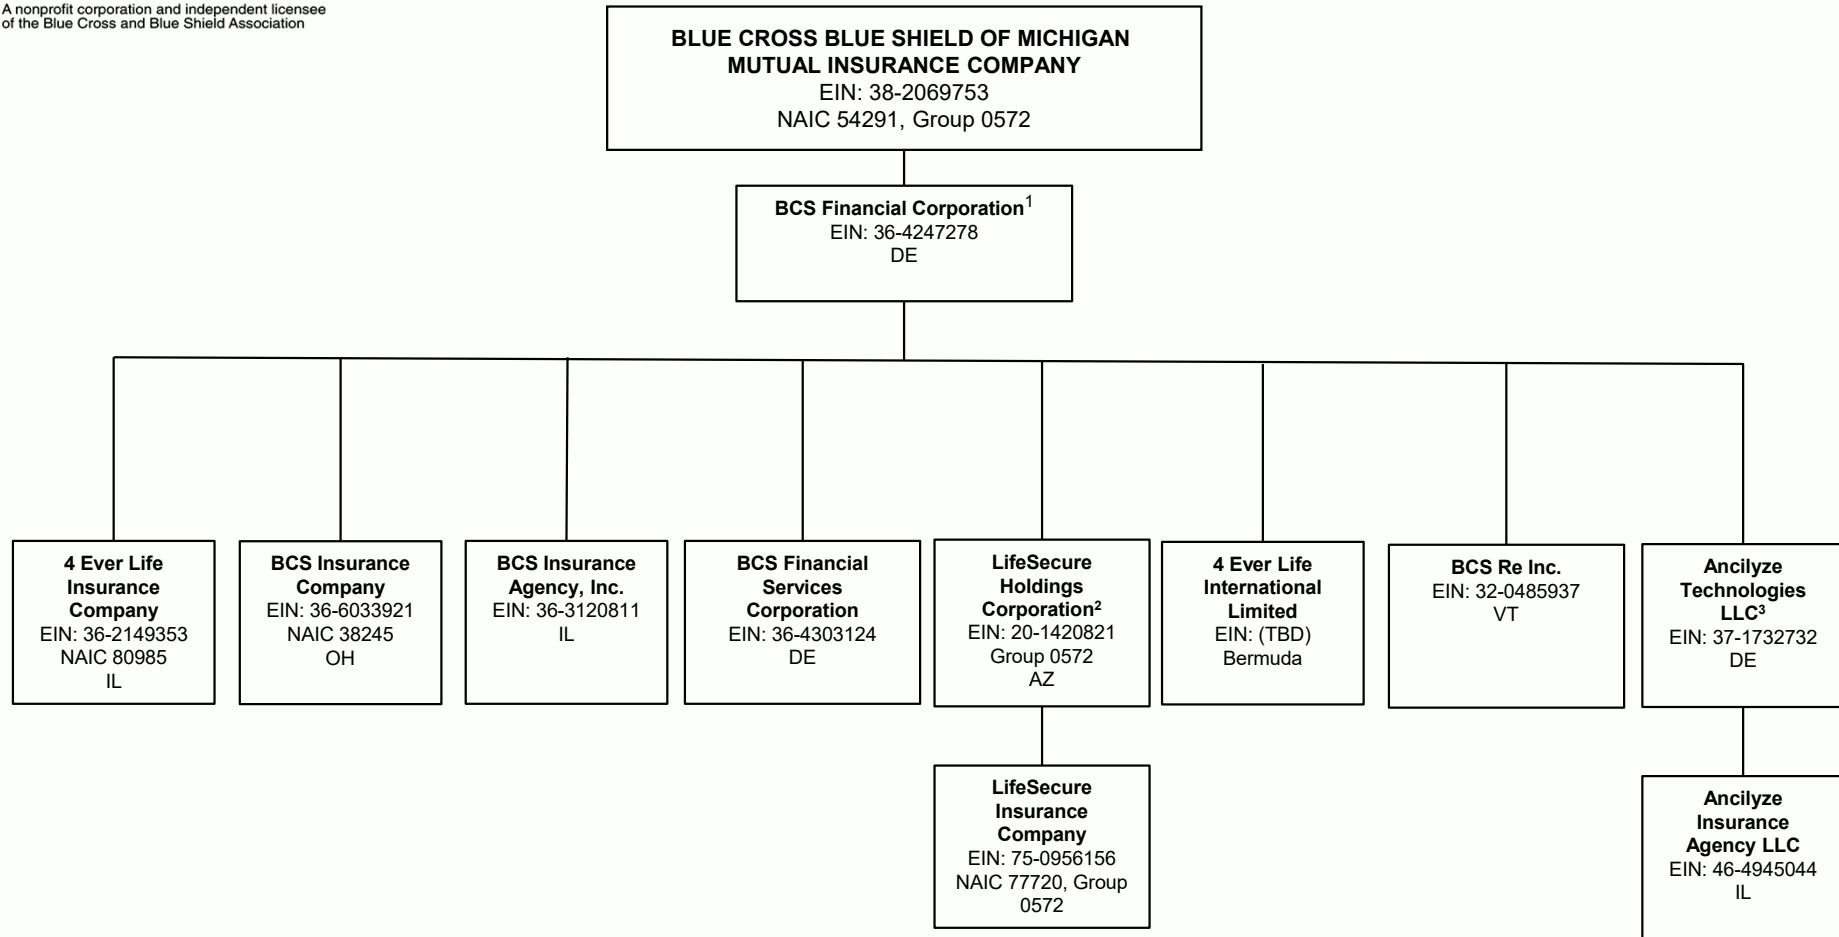 A nonprofit corporation and independent licensee
of the Blue Cross and Blue Shield Association
BLUE CROSS BLUE SHIELD OF MICHIGAN
MUTUAL INSURANCE COMPANY
EIN: 38-2069753
NAIC 54291, Group 0572
BCS Financial Corporation¹
EIN: 36-4247278
DE
4 Ever Life
Insurance
Company
EIN: 36-2149353
NAIC 80985
IL
BCS Insurance
Company
EIN: 36-6033921
NAIC 38245
OH
BCS Insurance
Agency, Inc.
EIN: 36-3120811
IL
BCS Financial
Services
Corporation
EIN: 36-4303124
DE
LifeSecure
Holdings
Corporation²
EIN: 20-1420821
Group 0572
AZ
4 Ever Life
International
Limited
EIN: (TBD)
Bermuda
BCS Re Inc.
EIN: 32-0485937
VT
Ancilyze
Technologies
LLC³
EIN: 37-1732732
DE
LifeSecure
Insurance
Company
EIN: 75-0956156
NAIC 77720, Group
0572
Ancilyze
Insurance
Agency LLC
EIN: 46-4945044
IL